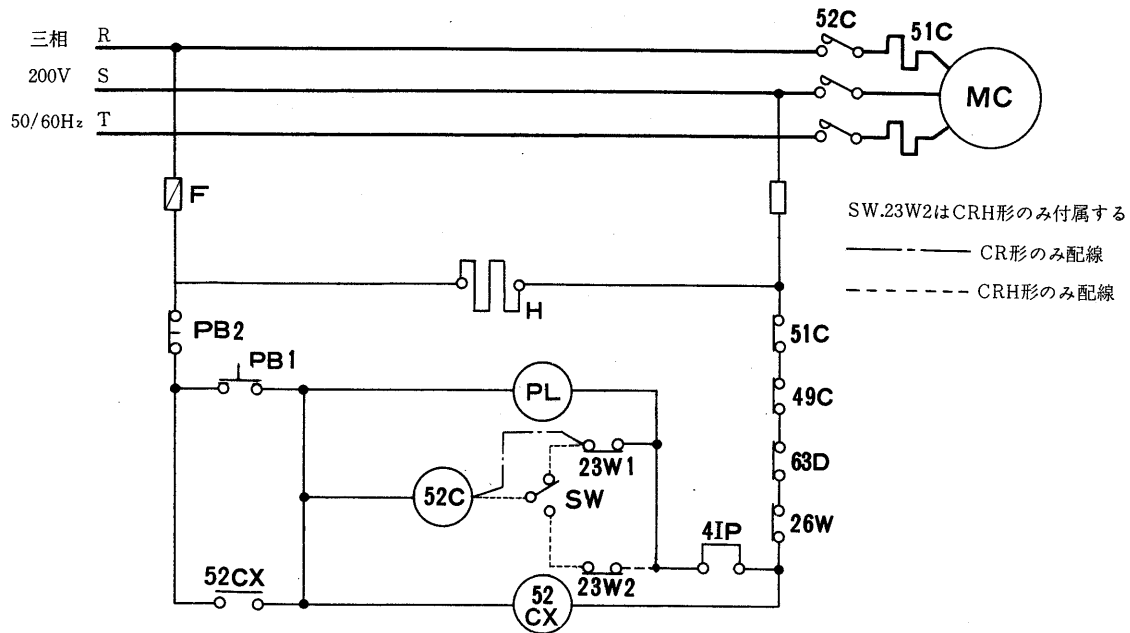 三相 R
200V S
50/60Hz T
52C
51C
MC
F
SW.23W2はCRH形のみ付属する
CR形のみ配線
CRH形のみ配線
H
PB2
51C
PB1
PL
49C
23W1
63D
52C
SW
26W
4IP
23W2
52CX
52
CX